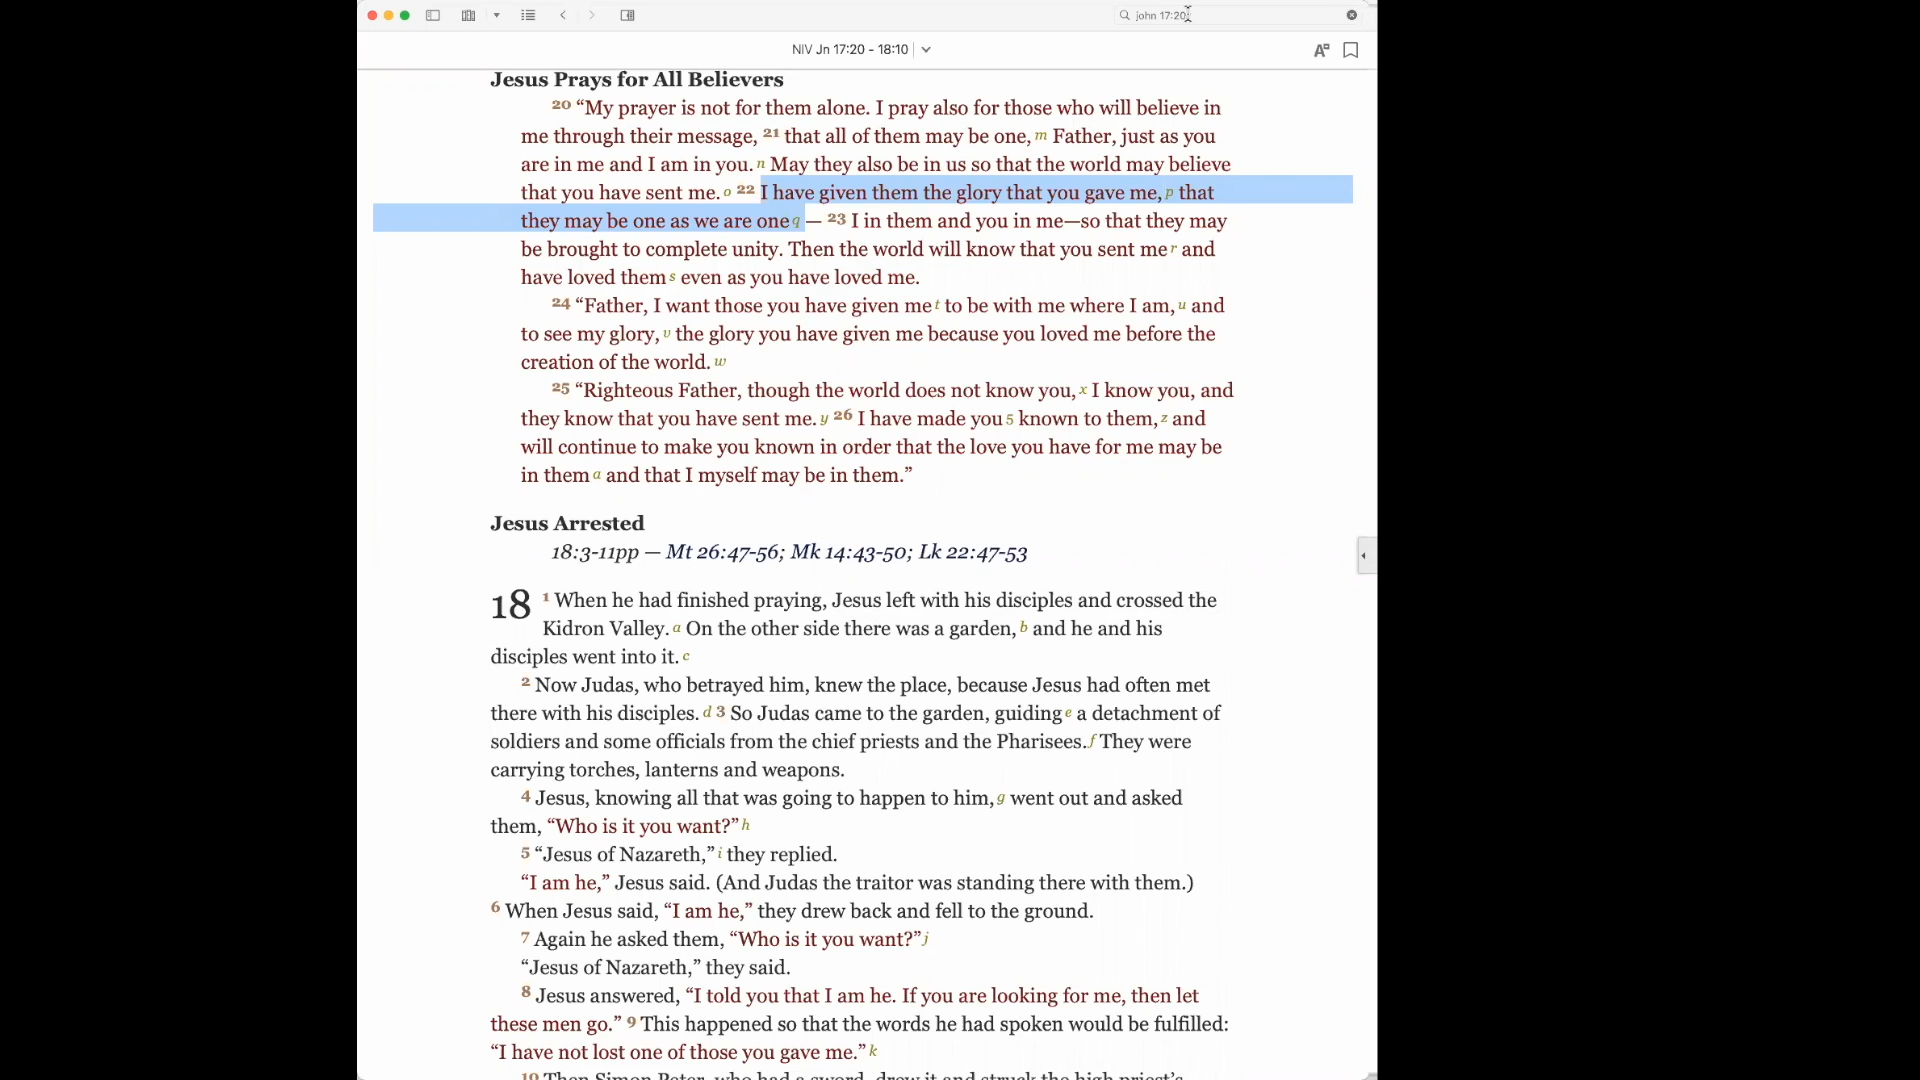 john 17:20
NIV Jn 17:20 - 18:10
Jesus Prays for All Believers
20 “My prayer is not for them alone. I pray also for those who will believe in
me through their message, 21 that all of them may be one, m Father, just as you
are in me and I am in you. n May they also be in us so that the world may believe
that you have sent me. o 22 I have given them the glory that you gave me, p that
they may be one as we are one q — 23 I in them and you in me—so that they may
be brought to complete unity. Then the world will know that you sent me r and
have loved them s even as you have loved me.
24 “Father, I want those you have given me t to be with me where I am, u and
to see my glory, v the glory you have given me because you loved me before the
creation of the world. w
25 “Righteous Father, though the world does not know you, x I know you, and
they know that you have sent me. y 26 I have made you 5 known to them, z and
will continue to make you known in order that the love you have for me may be
in them a and that I myself may be in them.”
Jesus Arrested
18:3-11pp — Mt 26:47-56; Mk 14:43-50; Lk 22:47-53
18 1 When he had finished praying, Jesus left with his disciples and crossed the
Kidron Valley. a On the other side there was a garden, b and he and his
disciples went into it. c
2 Now Judas, who betrayed him, knew the place, because Jesus had often met
there with his disciples. d 3 So Judas came to the garden, guiding e a detachment of
soldiers and some officials from the chief priests and the Pharisees. f They were
carrying torches, lanterns and weapons.
4 Jesus, knowing all that was going to happen to him, g went out and asked
them, “Who is it you want?” h
5 “Jesus of Nazareth,” i they replied.
“I am he,” Jesus said. (And Judas the traitor was standing there with them.)
6 When Jesus said, “I am he,” they drew back and fell to the ground.
7 Again he asked them, “Who is it you want?” j
“Jesus of Nazareth,” they said.
8 Jesus answered, “I told you that I am he. If you are looking for me, then let
these men go.” 9 This happened so that the words he had spoken would be fulfilled:
“I have not lost one of those you gave me.” k
10 Then Simon Peter, who had a sword, drew it and struck the high priest’s